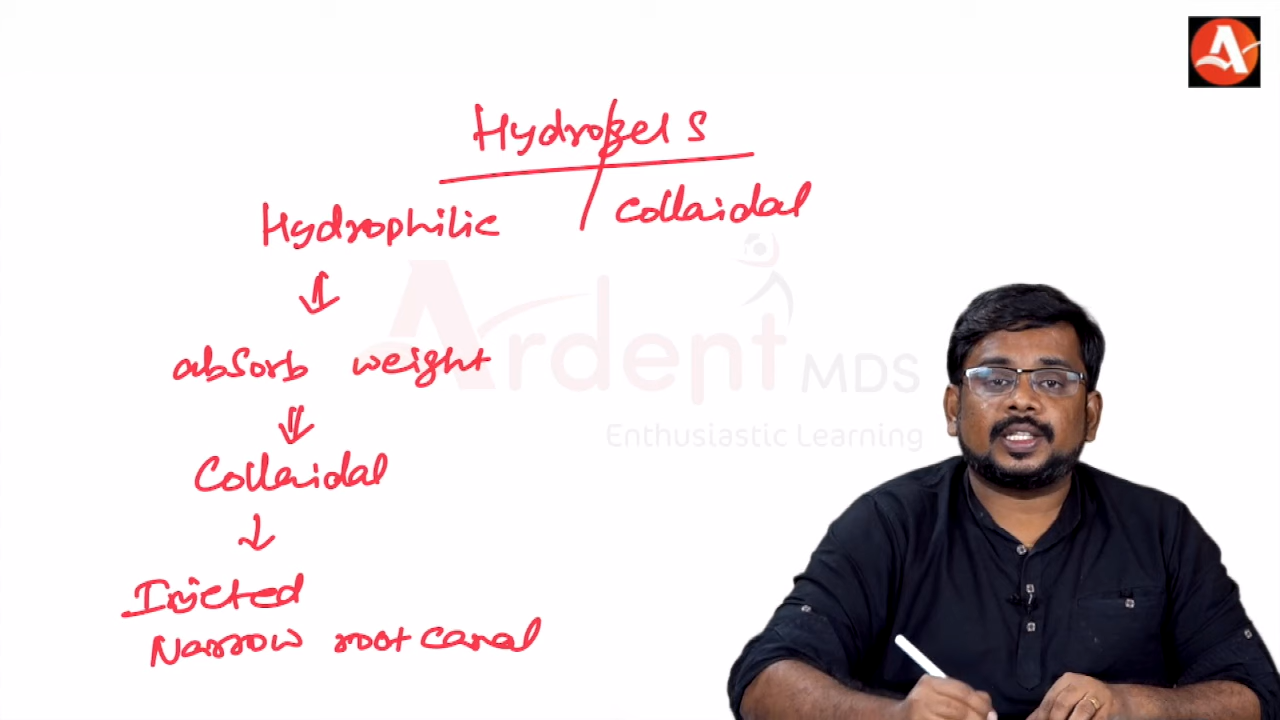 Hydrogels
Hydrophilic / Collaidal
absorb weight
Collaidal
Injected
Narrow root canal
Ardent MDS
Enthusiastic Learning
A